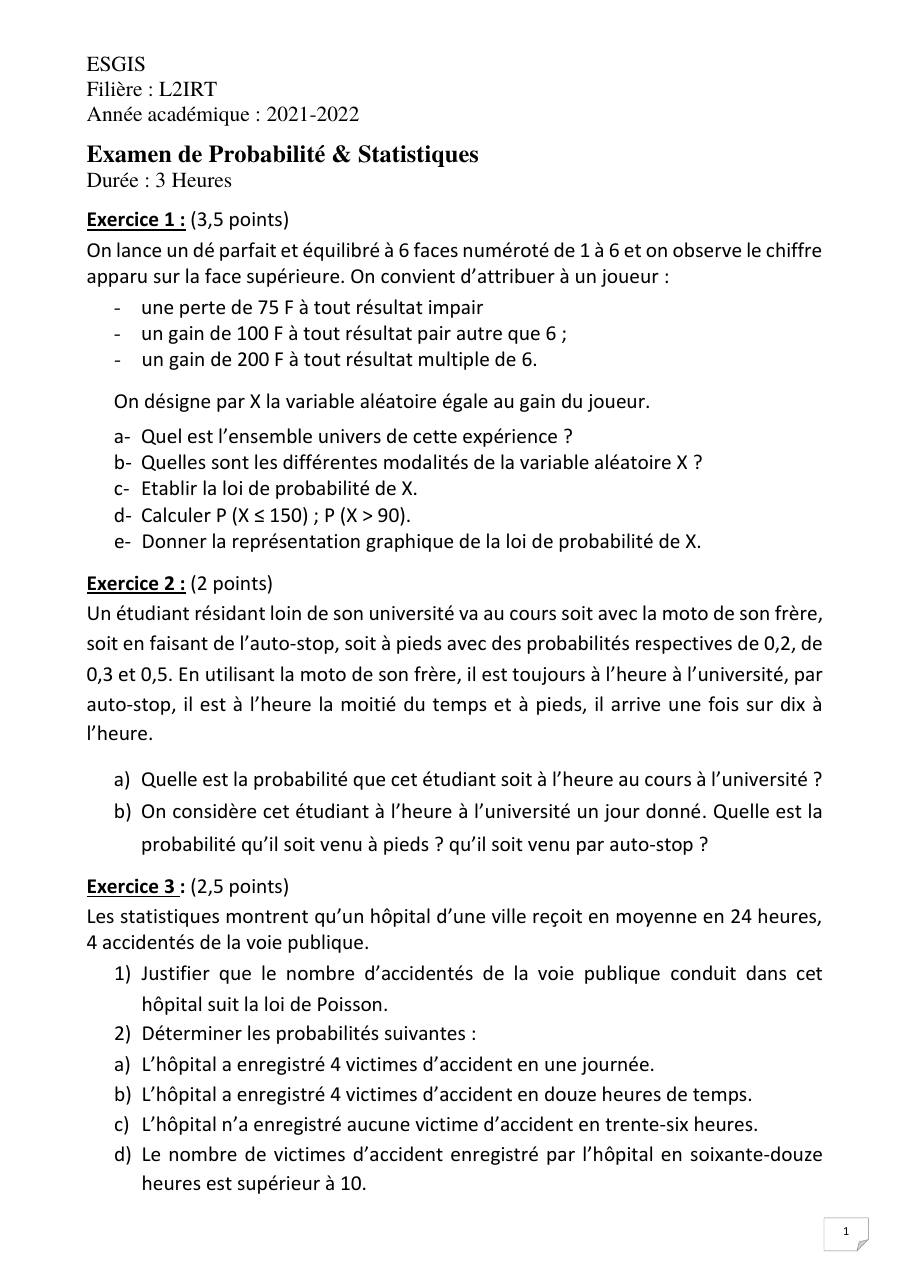 ESGIS
Filière : L2IRT
Année académique : 2021-2022
Examen de Probabilité & Statistiques
Durée : 3 Heures
Exercice 1 : (3,5 points)
On lance un dé parfait et équilibré à 6 faces numéroté de 1 à 6 et on observe le chiffre
apparu sur la face supérieure. On convient d’attribuer à un joueur :
- une perte de 75 F à tout résultat impair
- un gain de 100 F à tout résultat pair autre que 6 ;
- un gain de 200 F à tout résultat multiple de 6.
On désigne par X la variable aléatoire égale au gain du joueur.
a- Quel est l’ensemble univers de cette expérience ?
b- Quelles sont les différentes modalités de la variable aléatoire X ?
c- Etablir la loi de probabilité de X.
d- Calculer P (X ≤ 150) ; P (X > 90).
e- Donner la représentation graphique de la loi de probabilité de X.
Exercice 2 : (2 points)
Un étudiant résidant loin de son université va au cours soit avec la moto de son frère,
soit en faisant de l’auto-stop, soit à pieds avec des probabilités respectives de 0,2, de
0,3 et 0,5. En utilisant la moto de son frère, il est toujours à l’heure à l’université, par
auto-stop, il est à l’heure la moitié du temps et à pieds, il arrive une fois sur dix à
l’heure.
a) Quelle est la probabilité que cet étudiant soit à l’heure au cours à l’université ?
b) On considère cet étudiant à l’heure à l’université un jour donné. Quelle est la
probabilité qu’il soit venu à pieds ? qu’il soit venu par auto-stop ?
Exercice 3 : (2,5 points)
Les statistiques montrent qu’un hôpital d’une ville reçoit en moyenne en 24 heures,
4 accidentés de la voie publique.
1) Justifier que le nombre d’accidentés de la voie publique conduit dans cet
hôpital suit la loi de Poisson.
2) Déterminer les probabilités suivantes :
a) L’hôpital a enregistré 4 victimes d’accident en une journée.
b) L’hôpital a enregistré 4 victimes d’accident en douze heures de temps.
c) L’hôpital n’a enregistré aucune victime d’accident en trente-six heures.
d) Le nombre de victimes d’accident enregistré par l’hôpital en soixante-douze
heures est supérieur à 10.
1